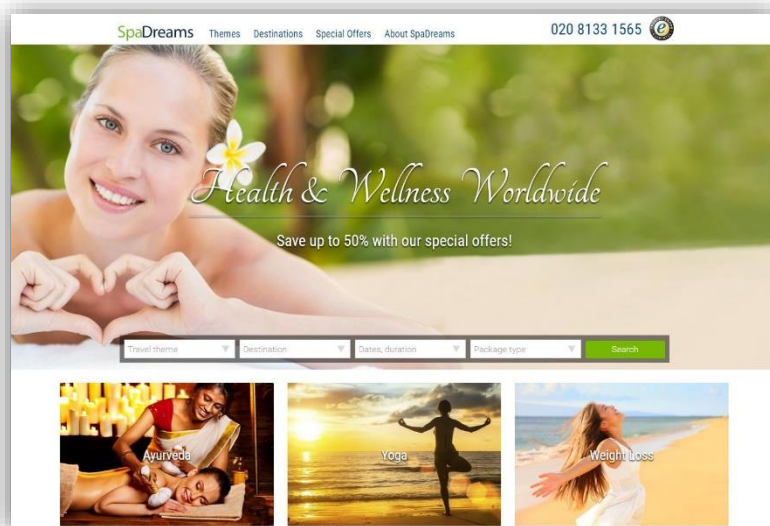 SpaDreams Themes Destinations Special Offers About SpaDreams 020 8133 1565 e
Health & Wellness Worldwide
Save up to 50% with our special offers!
Travel theme Destination Dates, duration Package type Search
Ayurveda Yoga Weight Loss